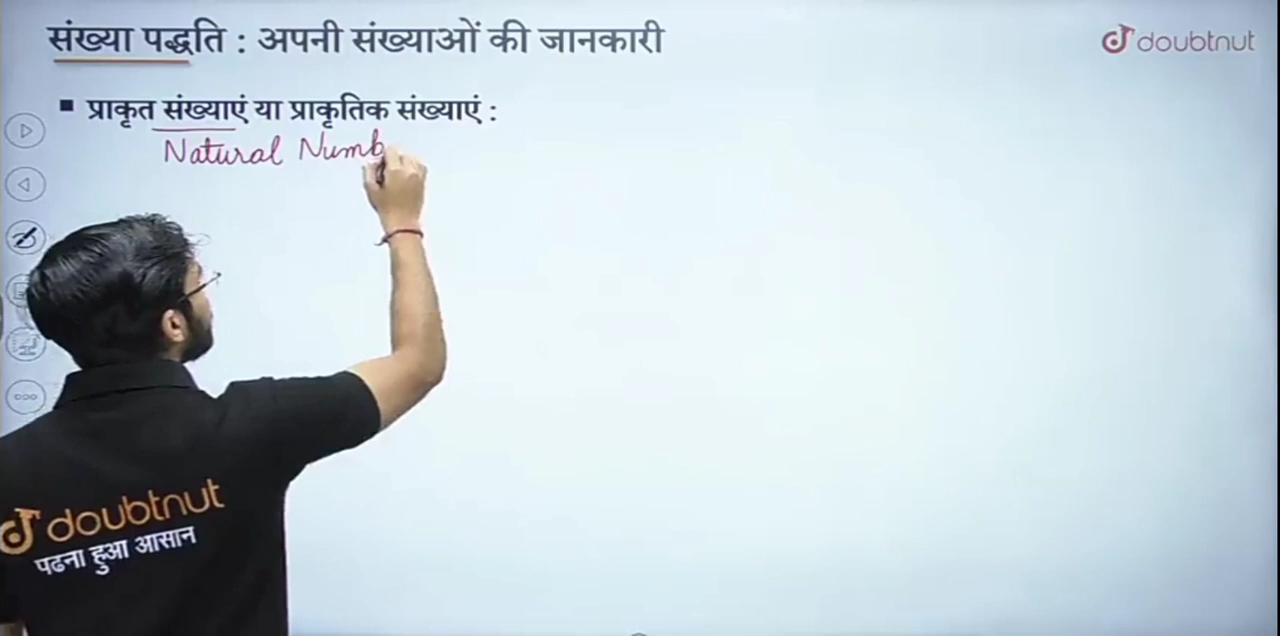 संख्या पद्धति : अपनी संख्याओं की जानकारी
doubtnut
▪ प्राकृत संख्याएं या प्राकृतिक संख्याएं :
Natural Numb
doubtnut
पढना हुआ आसान